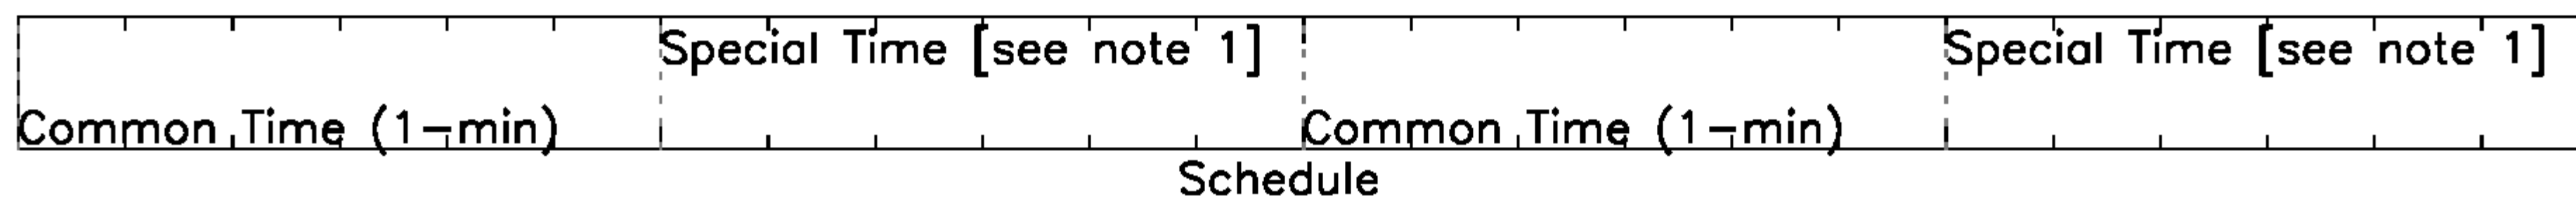 Special Time [see note 1] Special Time [see note 1]
Common Time (1-min) Common Time (1-min)
Schedule